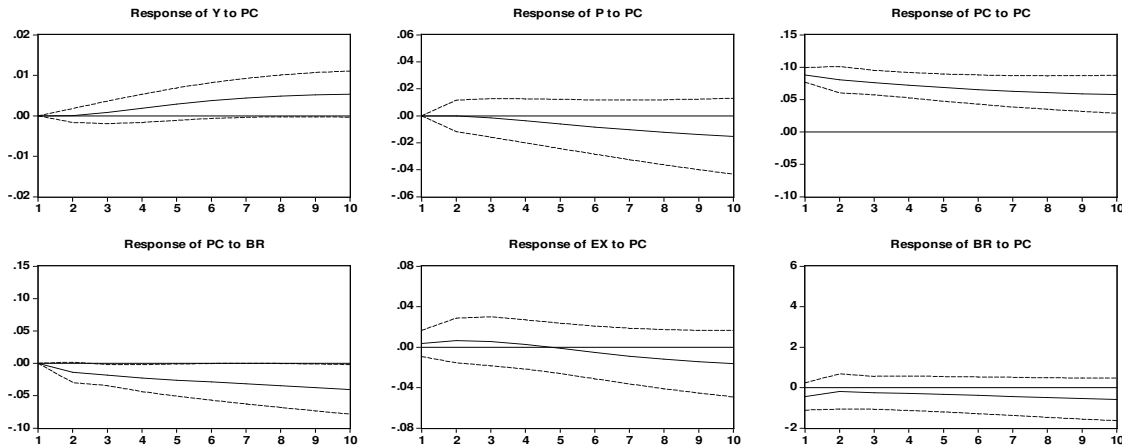 Response of Y to PC
.02
.01
.00
-.01
-.02
1 2 3 4 5 6 7 8 9 10
Response of P to PC
.06
.04
.02
.00
-.02
-.04
-.06
1 2 3 4 5 6 7 8 9 10
Response of PC to PC
.15
.10
.05
.00
-.05
-.10
1 2 3 4 5 6 7 8 9 10
Response of PC to BR
.15
.10
.05
.00
-.05
-.10
1 2 3 4 5 6 7 8 9 10
Response of EX to PC
.08
.04
.00
-.04
-.08
1 2 3 4 5 6 7 8 9 10
Response of BR to PC
6
4
2
0
-2
1 2 3 4 5 6 7 8 9 10